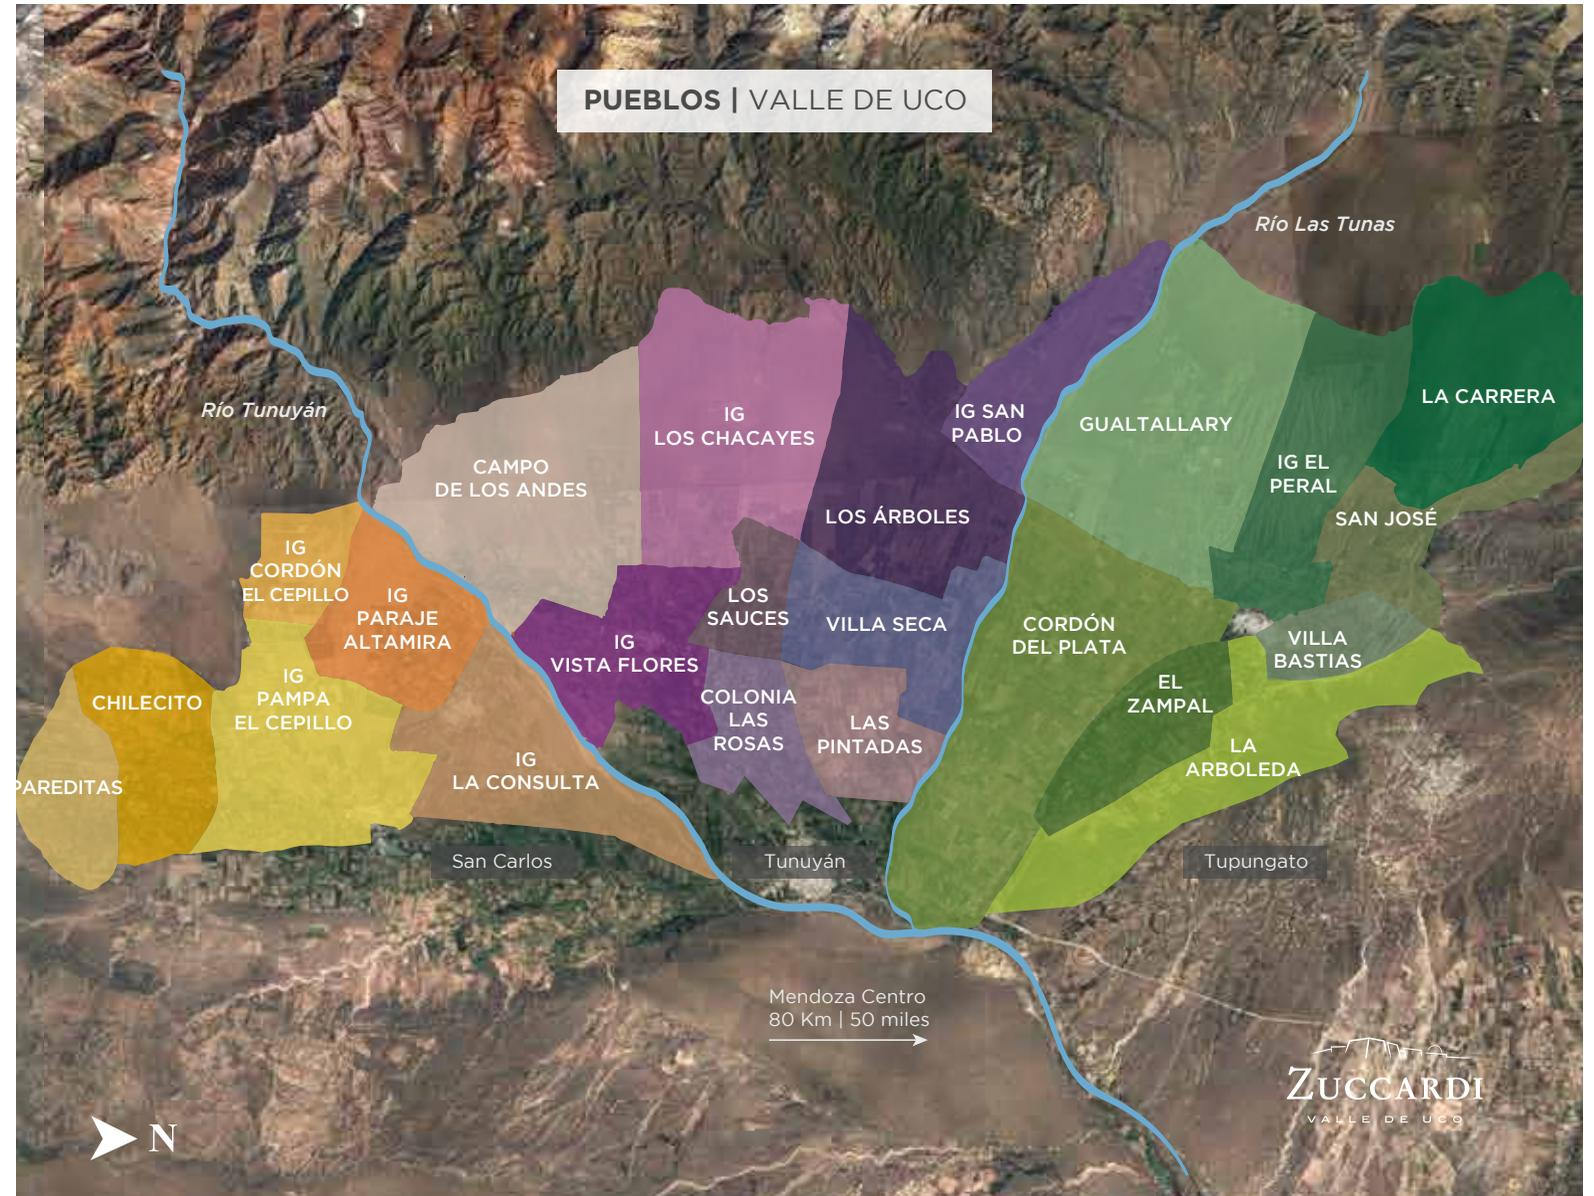 PUEBLOS | VALLE DE UCO
Río Las Tunas
Río Tunuyán
LA CARRERA
IG
LOS CHACAYES
IG SAN
PABLO
GUALTALLARY
CAMPO
DE LOS ANDES
IG EL
PERAL
LOS ÁRBOLES
SAN JOSÉ
IG
CORDÓN
EL CEPILLO
IG
PARAJE
ALTAMIRA
LOS
SAUCES
VILLA SECA
CORDÓN
DEL PLATA
VILLA
BASTIAS
IG
VISTA FLORES
IG
PAMPA
EL CEPILLO
CHILECITO
COLONIA
LAS
ROSAS
LAS
PINTADAS
EL
ZAMPAL
LA
ARBOLEDA
IG
LA CONSULTA
PAREDITAS
San Carlos
Tunuyán
Tupungato
Mendoza Centro
80 Km | 50 miles
N
ZUCCARDI
VALLE DE UCO